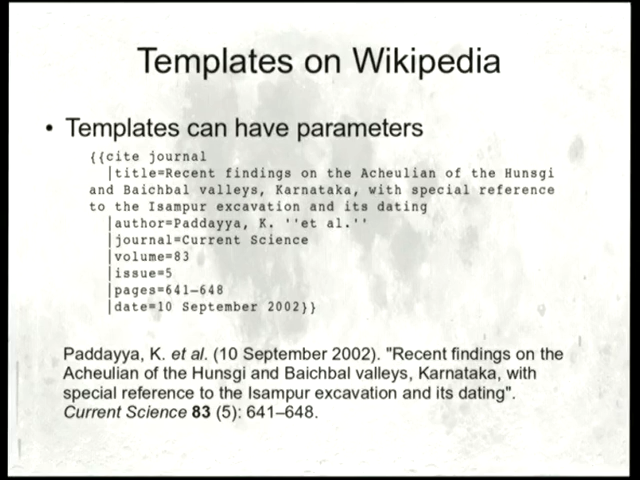 Templates on Wikipedia
• Templates can have parameters
{{cite journal
|title=Recent findings on the Acheulian of the Hunsgi
and Baichbal valleys, Karnataka, with special reference
to the Isampur excavation and its dating
|author=Paddayya, K. ''et al.''
|journal=Current Science
|volume=83
|issue=5
|pages=641–648
|date=10 September 2002}}
Paddayya, K. et al. (10 September 2002). "Recent findings on the
Acheulian of the Hunsgi and Baichbal valleys, Karnataka, with
special reference to the Isampur excavation and its dating".
Current Science 83 (5): 641–648.